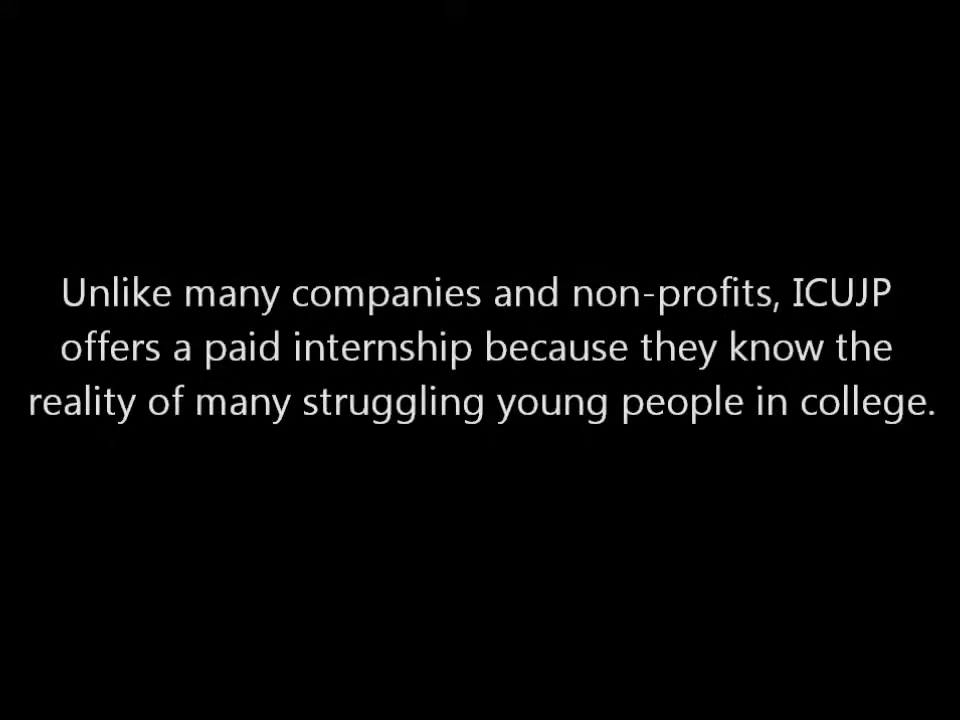 Unlike many companies and non-profits, ICUJP
offers a paid internship because they know the
reality of many struggling young people in college.